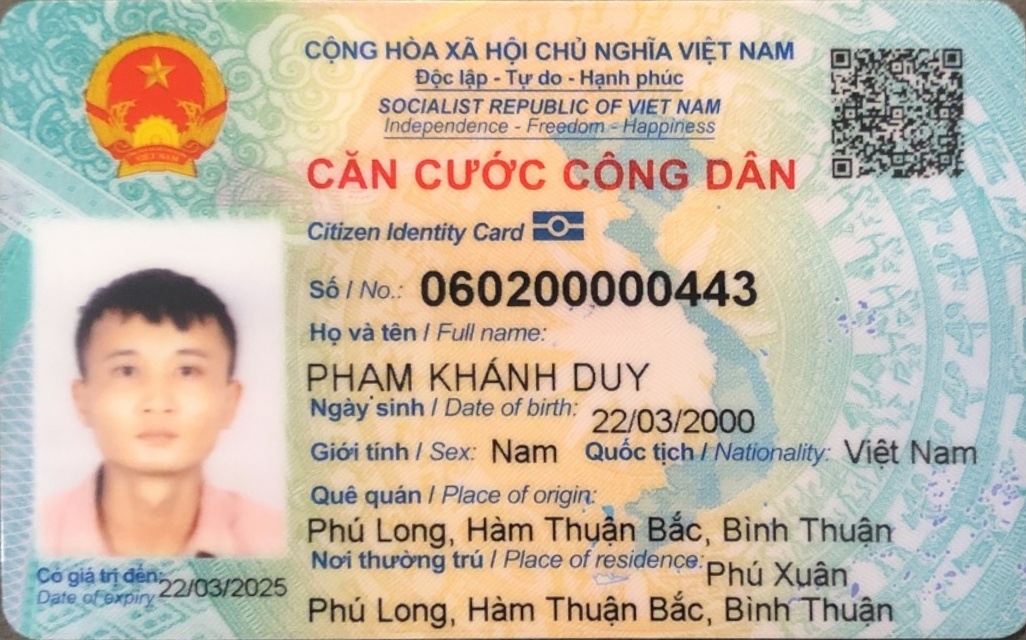 CỘNG HÒA XÃ HỘI CHỦ NGHĨA VIỆT NAM
Độc lập - Tự do - Hạnh phúc
SOCIALIST REPUBLIC OF VIET NAM
Independence - Freedom - Happiness
CĂN CƯỚC CÔNG DÂN
Citizen Identity Card
VIỆT NAM
Số / No.: 060200000443
Họ và tên / Full name:
PHẠM KHÁNH DUY
Ngày sinh / Date of birth: 22/03/2000
Giới tính / Sex: Nam Quốc tịch / Nationality: Việt Nam
Quê quán / Place of origin:
Phú Long, Hàm Thuận Bắc, Bình Thuận
Nơi thường trú / Place of residence: Phú Xuân
Phú Long, Hàm Thuận Bắc, Bình Thuận
Có giá trị đến: 22/03/2025
Date of expiry